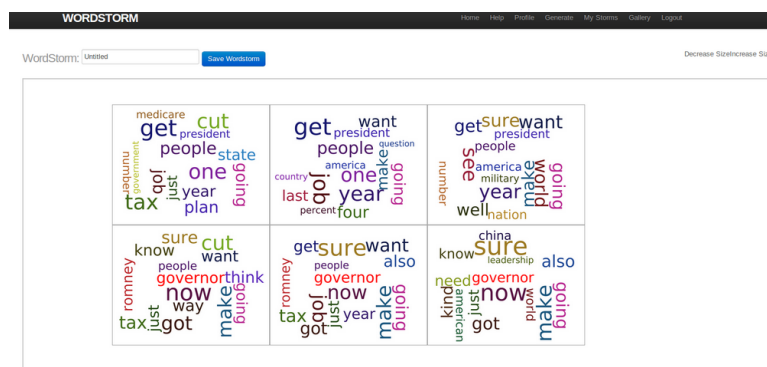 WORDSTORM
Home Help Profile Generate My Storms Gallery Logout
WordStorm: Untitled Save Wordstorm
Decrease SizeIncrease Siz
medicare
get cut
president
people
state
number
government
job
just
one
year
going
tax
plan
get want
president
people
question
america
country
job
one
make
going
last
year
percent
four
get sure want
president
people
see
america
military
number
year
make
world
going
well
nation
sure cut
know
want
people
romney
governor
think
now
way
make
going
tax
just
got
get sure want
also
people
romney
governor
job
now
tax
just
year
make
going
got
china
know
sure
leadership
also
need
governor
kind
american
just
now
world
make
going
got